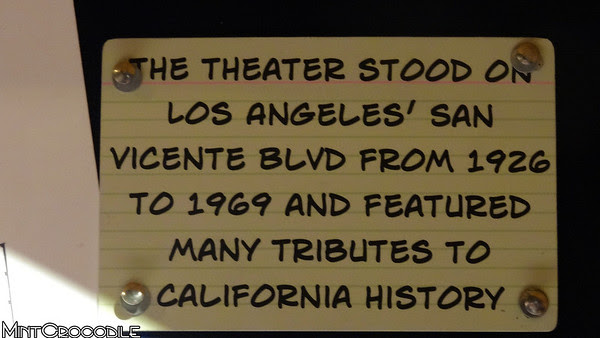 THE THEATER STOOD ON
LOS ANGELES' SAN
VICENTE BLVD FROM 1926
TO 1969 AND FEATURED
MANY TRIBUTES TO
CALIFORNIA HISTORY
MintCrocodile